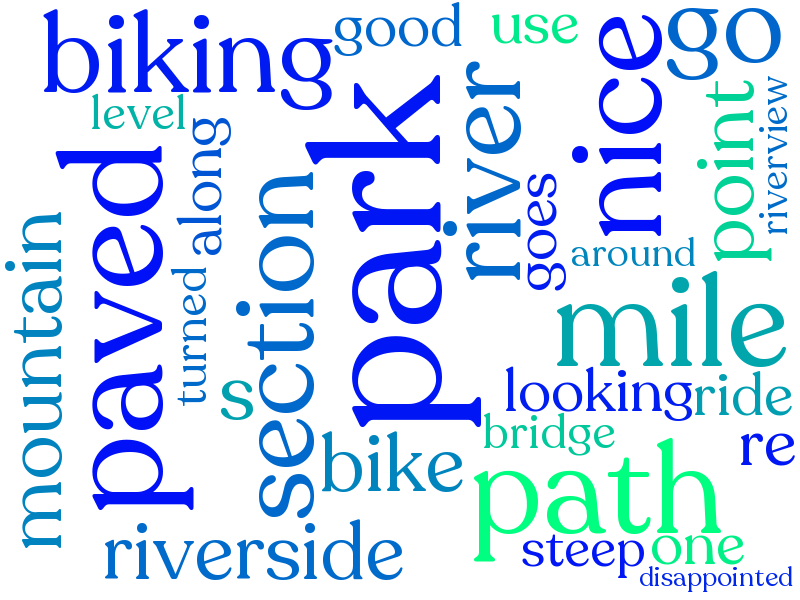 biking
good
use
nice
go
level
along
park
river
point
riverview
paved
section
goes
around
mountain
turned
s
mile
looking
ride
bridge
re
bike
path
riverside
steep
one
disappointed